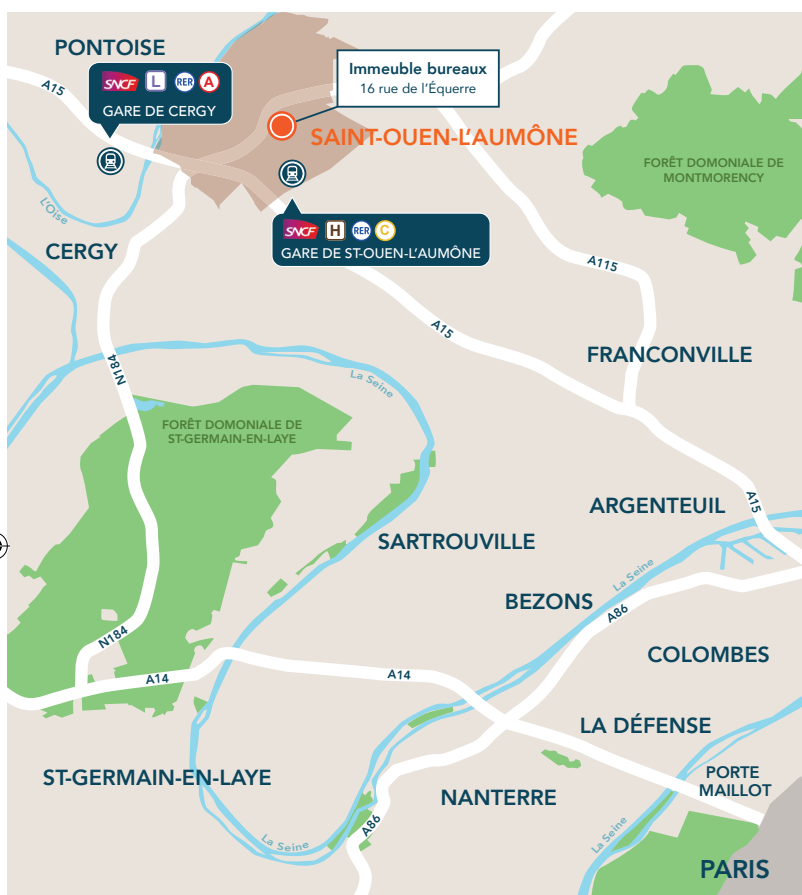 PONTOISE
A15
SNCF L RER A
GARE DE CERGY
Immeuble bureaux
16 rue de l'Équerre
SAINT-OUEN-L'AUMÔNE
FORÊT DOMONIALE DE
MONTMORENCY
L'Oise
CERGY
SNCF H RER C
GARE DE ST-OUEN-L'AUMÔNE
A115
A15
FRANCONVILLE
N184
La Seine
FORÊT DOMONIALE DE
ST-GERMAIN-EN-LAYE
A15
ARGENTEUIL
SARTROUVILLE
La Seine
BEZONS
A86
N184
COLOMBES
A14
A14
LA DÉFENSE
ST-GERMAIN-EN-LAYE
PORTE
MAILLOT
NANTERRE
A86
La Seine
La Seine
PARIS